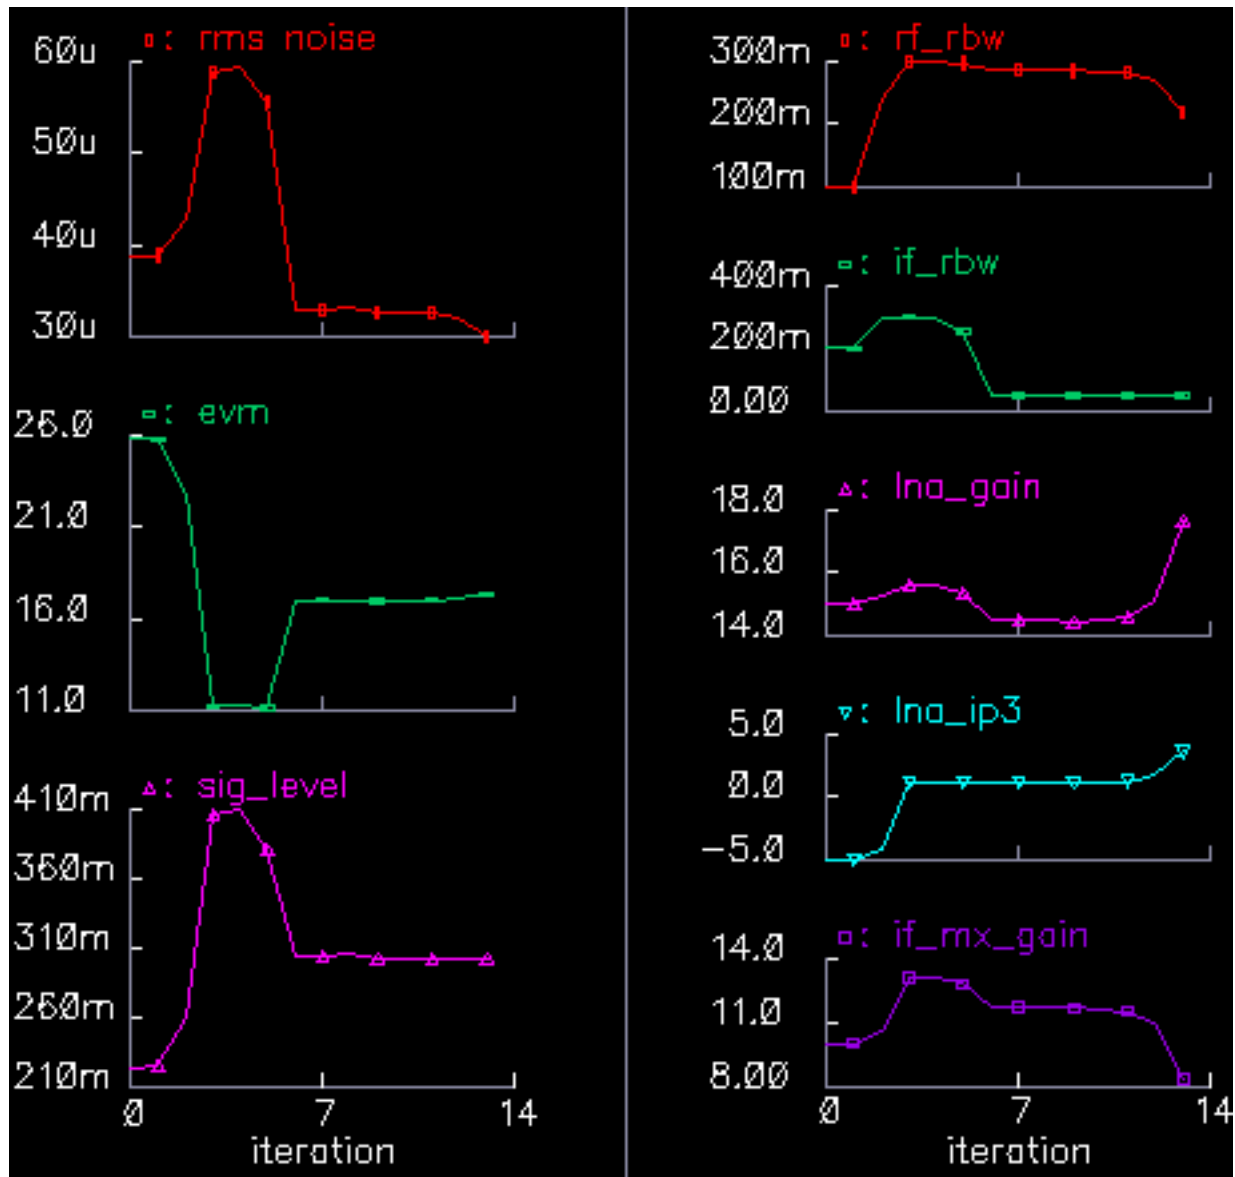 rms noise
60u
50u
40u
30u
evm
26.0
21.0
16.0
11.0
sig_level
410m
360m
310m
260m
210m
0 7 14
iteration
rf_rbw
300m
200m
100m
if_rbw
400m
200m
0.00
lna_gain
18.0
16.0
14.0
lna_ip3
5.0
0.0
-5.0
if_mx_gain
14.0
11.0
8.00
0 7 14
iteration